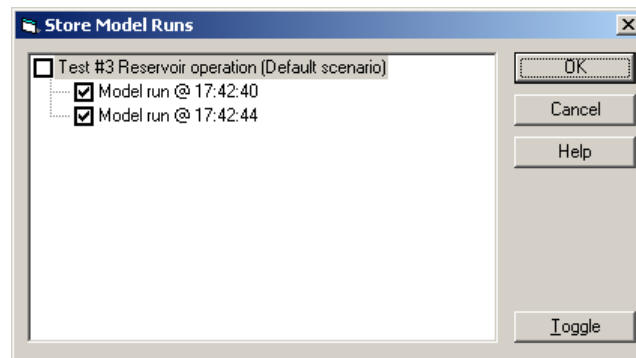 Store Model Runs
Test #3 Reservoir operation (Default scenario)
Model run @ 17:42:40
Model run @ 17:42:44
OK
Cancel
Help
Toggle